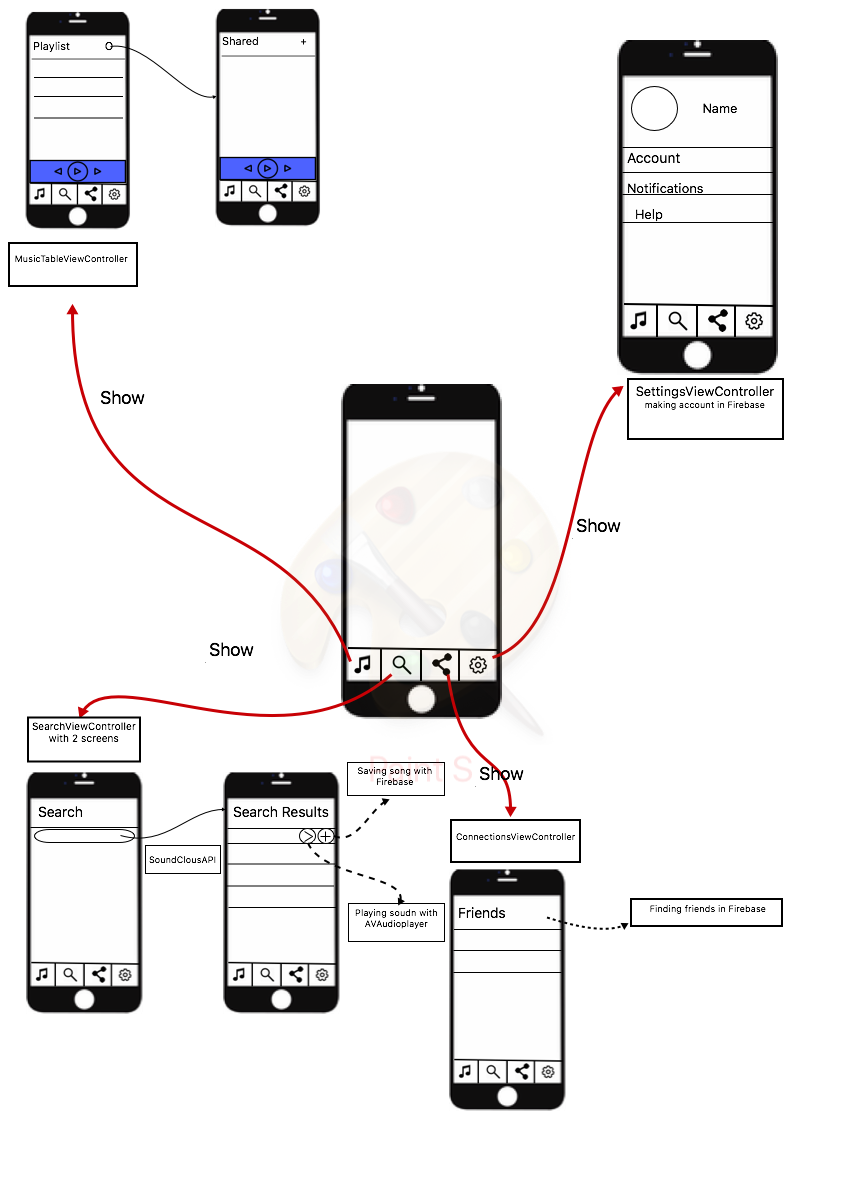 Playlist
Shared +
Name
Account
Notifications
Help
MusicTableViewController
SettingsViewController
making account in Firebase
Show
Show
Show
SearchViewController
with 2 screens
Paint S
Show
Saving song with
Firebase
Search
Search Results
SoundClousAPI
ConnectionsViewController
Playing soudn with
AVAudioplayer
Friends
Finding friends in Firebase